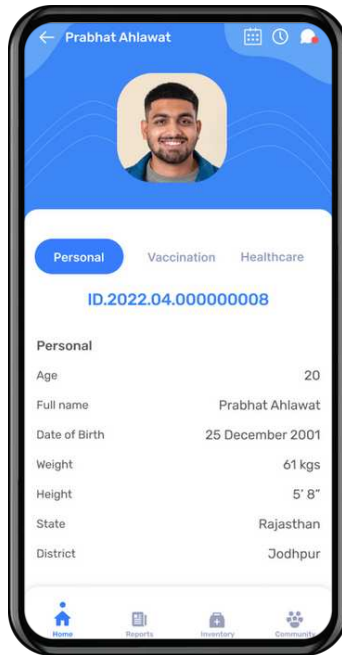 Prabhat Ahlawat
Personal Vaccination Healthcare
ID.2022.04.000000008
Personal
Age 20
Full name Prabhat Ahlawat
Date of Birth 25 December 2001
Weight 61 kgs
Height 5' 8"
State Rajasthan
District Jodhpur
Home Reports Inventory Community